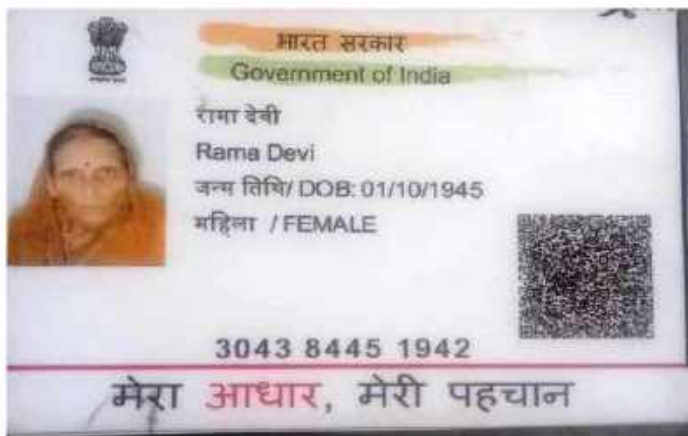 भारत सरकार
Government of India
रामा देवी
Rama Devi
जन्म तिथि/ DOB: 01/10/1945
महिला / FEMALE
3043 8445 1942
मेरा आधार, मेरी पहचान